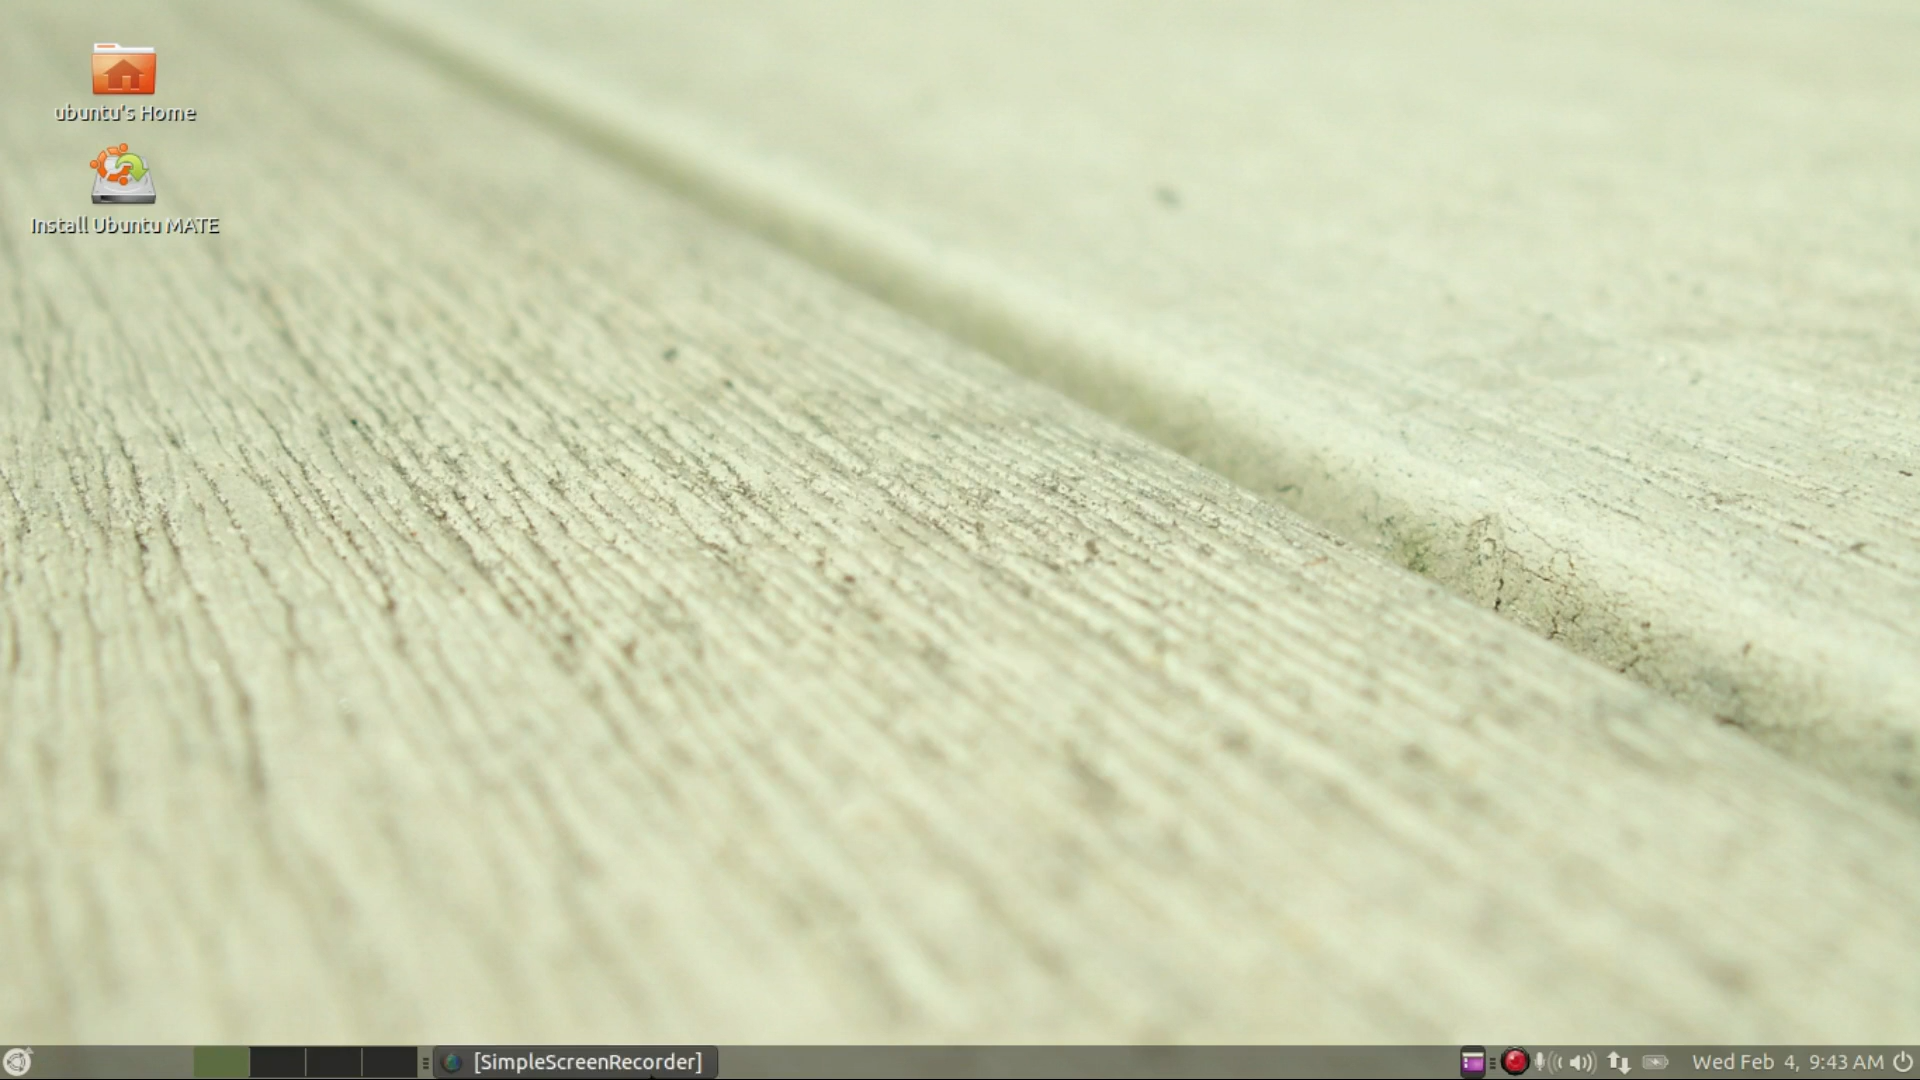 ubuntu's Home
Install Ubuntu MATE
[SimpleScreenRecorder]
Wed Feb 4, 9:43 AM